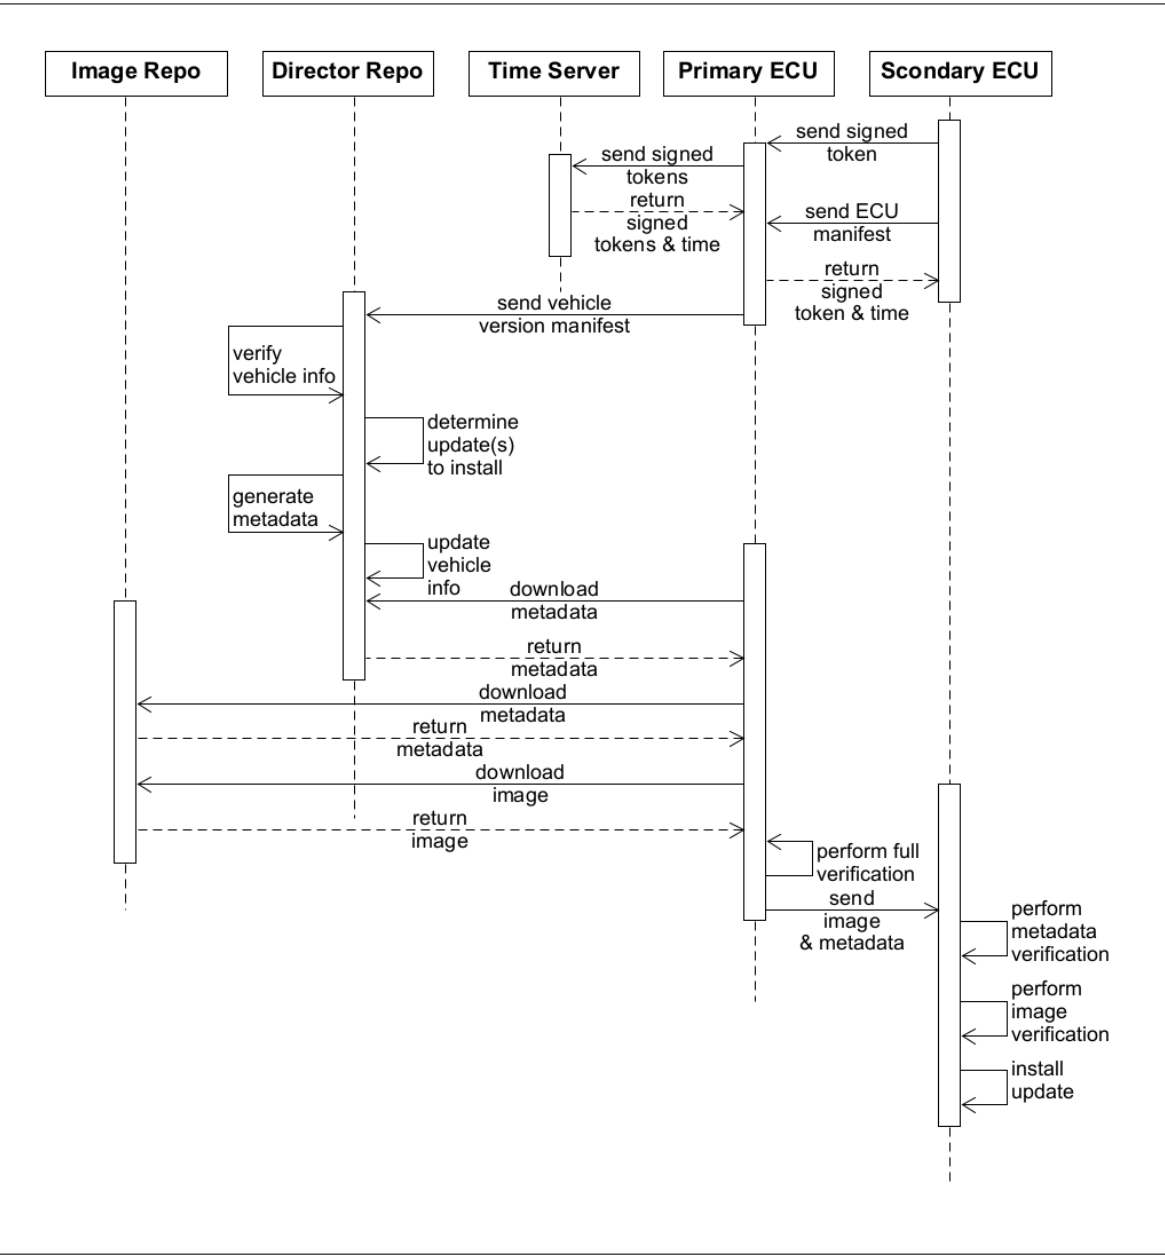 Image Repo
Director Repo
Time Server
Primary ECU
Scondary ECU
send signed
token
send signed
tokens
return
signed
tokens & time
send ECU
manifest
return
signed
token & time
send vehicle
version manifest
verify
vehicle info
determine
update(s)
to install
generate
metadata
update
vehicle
info
download
metadata
return
metadata
download
metadata
return
metadata
download
image
return
image
perform full
verification
send
image
& metadata
perform
metadata
verification
perform
image
verification
install
update